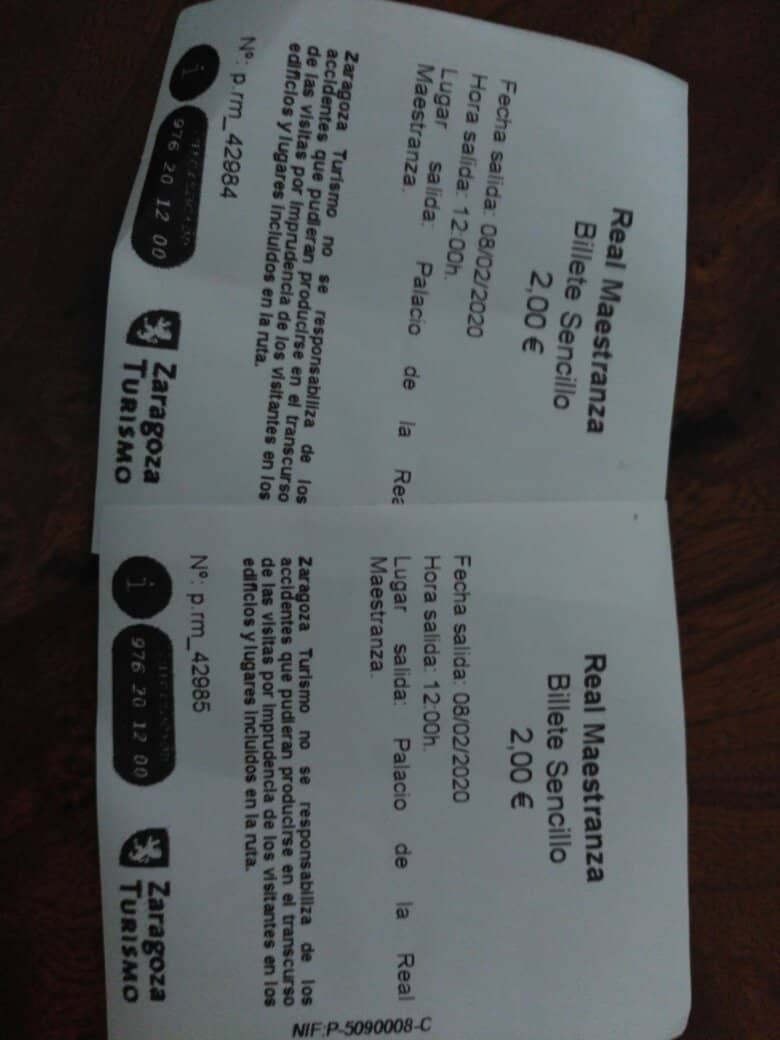 Real Maestranza
Billete Sencillo
2,00 €
Fecha salida: 08/02/2020
Hora salida: 12:00h.
Lugar salida: Palacio de la Rea
Maestranza.
Zaragoza Turismo no se responsabiliza de los
accidentes que pudieran producirse en el transcurso
de las visitas por imprudencia de los visitantes en los
edificios y lugares incluidos en la ruta.
Nº: p.rm_42984
i
976 20 12 00
Zaragoza
TURISMO
Real Maestranza
Billete Sencillo
2,00 €
Fecha salida: 08/02/2020
Hora salida: 12:00h.
Lugar salida: Palacio de la Real
Maestranza.
Zaragoza Turismo no se responsabiliza de los
accidentes que pudieran producirse en el transcurso
de las visitas por imprudencia de los visitantes en los
edificios y lugares incluidos en la ruta.
Nº: p.rm_42985
i
976 20 12 00
Zaragoza
TURISMO
NIF:P-5090008-C